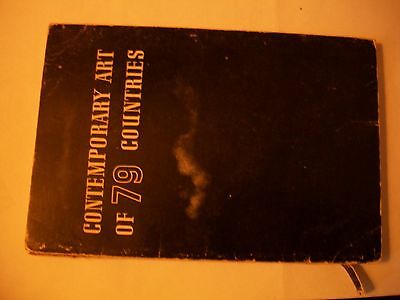 CONTEMPORARY ART
OF 79 COUNTRIES